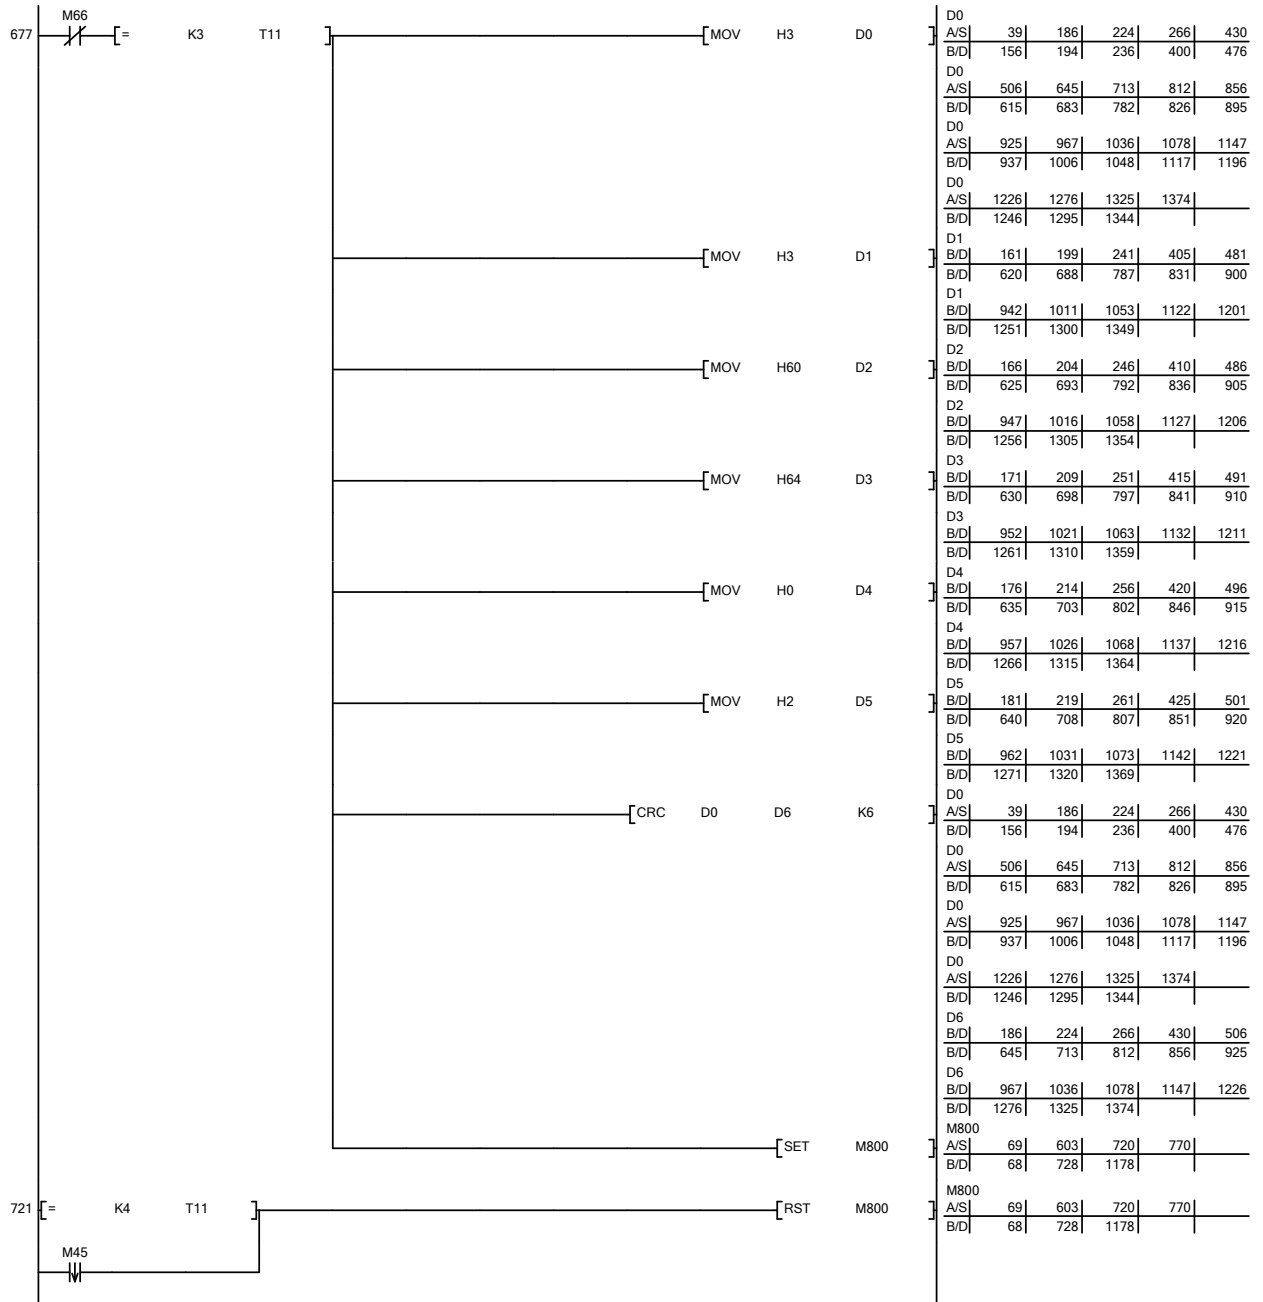 M66
677 [= K3 T11 ] [MOV H3 D0 ]
D0
A/S 39 186 224 266 430
B/D 156 194 236 400 476
D0
A/S 506 645 713 812 856
B/D 615 683 782 826 895
D0
A/S 925 967 1036 1078 1147
B/D 937 1006 1048 1117 1196
D0
A/S 1226 1276 1325 1374
B/D 1246 1295 1344
[MOV H3 D1 ]
D1
B/D 161 199 241 405 481
B/D 620 688 787 831 900
D1
B/D 942 1011 1053 1122 1201
B/D 1251 1300 1349
[MOV H60 D2 ]
D2
B/D 166 204 246 410 486
B/D 625 693 792 836 905
D2
B/D 947 1016 1058 1127 1206
B/D 1256 1305 1354
[MOV H64 D3 ]
D3
B/D 171 209 251 415 491
B/D 630 698 797 841 910
D3
B/D 952 1021 1063 1132 1211
B/D 1261 1310 1359
[MOV H0 D4 ]
D4
B/D 176 214 256 420 496
B/D 635 703 802 846 915
D4
B/D 957 1026 1068 1137 1216
B/D 1266 1315 1364
[MOV H2 D5 ]
D5
B/D 181 219 261 425 501
B/D 640 708 807 851 920
D5
B/D 962 1031 1073 1142 1221
B/D 1271 1320 1369
[CRC D0 D6 K6 ]
D0
A/S 39 186 224 266 430
B/D 156 194 236 400 476
D0
A/S 506 645 713 812 856
B/D 615 683 782 826 895
D0
A/S 925 967 1036 1078 1147
B/D 937 1006 1048 1117 1196
D0
A/S 1226 1276 1325 1374
B/D 1246 1295 1344
D6
B/D 186 224 266 430 506
B/D 645 713 812 856 925
D6
B/D 967 1036 1078 1147 1226
B/D 1276 1325 1374
[SET M800 ]
M800
A/S 69 603 720 770
B/D 68 728 1178
721 [= K4 T11 ] [RST M800 ]
M800
A/S 69 603 720 770
B/D 68 728 1178
M45